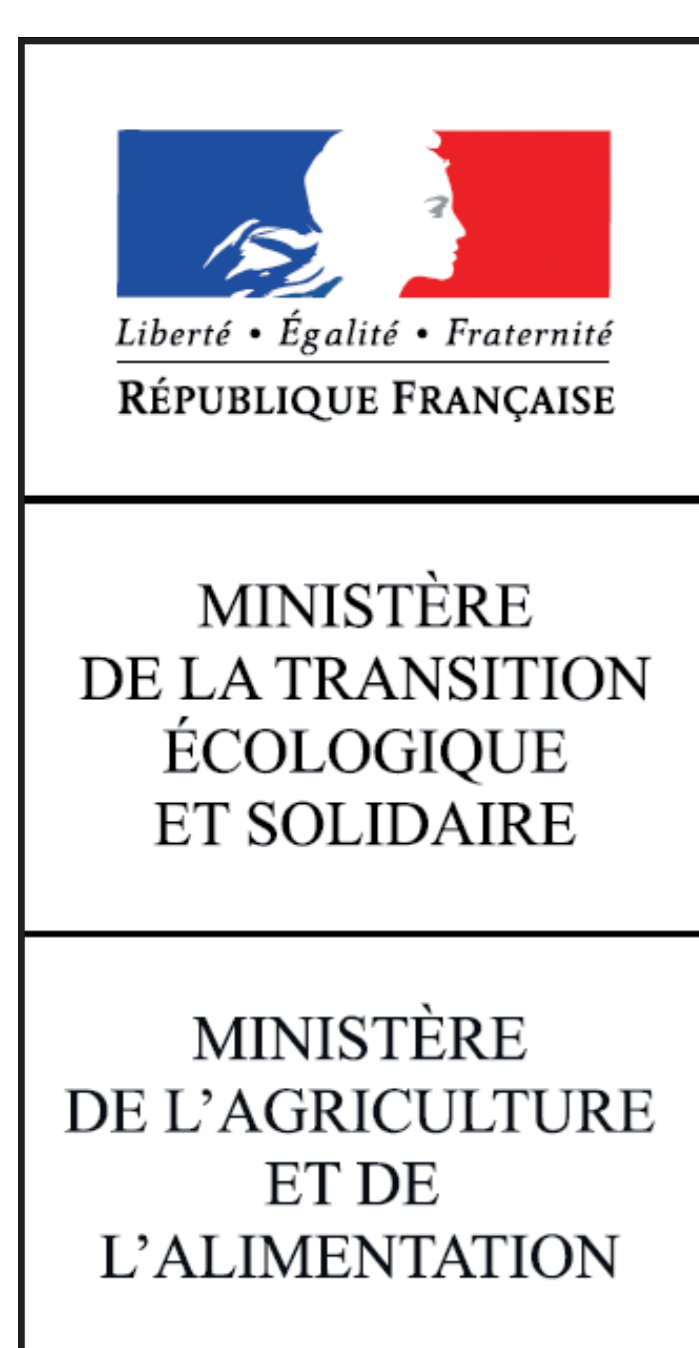 Liberté • Égalité • Fraternité
RÉPUBLIQUE FRANÇAISE
MINISTÈRE
DE LA TRANSITION
ÉCOLOGIQUE
ET SOLIDAIRE
MINISTÈRE
DE L’AGRICULTURE
ET DE
L’ALIMENTATION